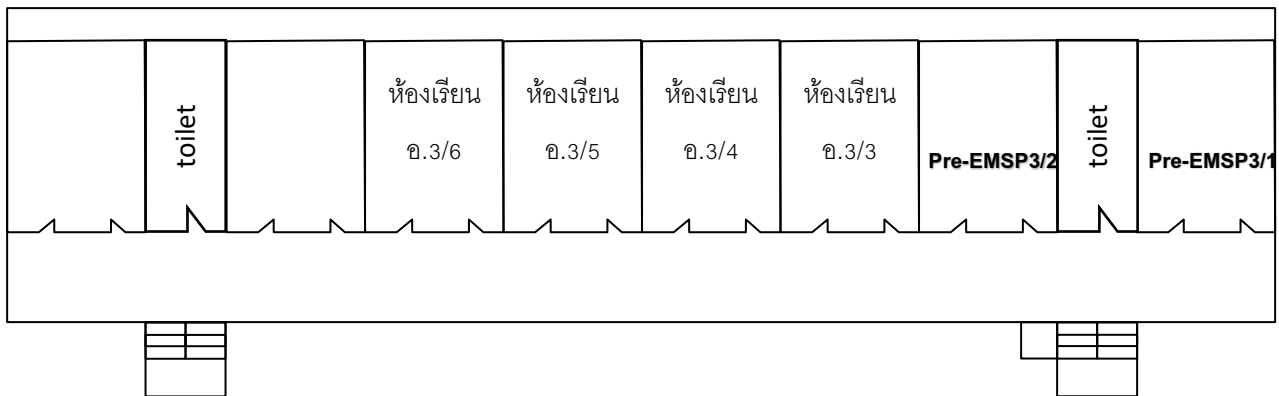 toilet
ห้องเรียน
อ.3/6
ห้องเรียน
อ.3/5
ห้องเรียน
อ.3/4
ห้องเรียน
อ.3/3
Pre-EMSP3/2
toilet
Pre-EMSP3/1